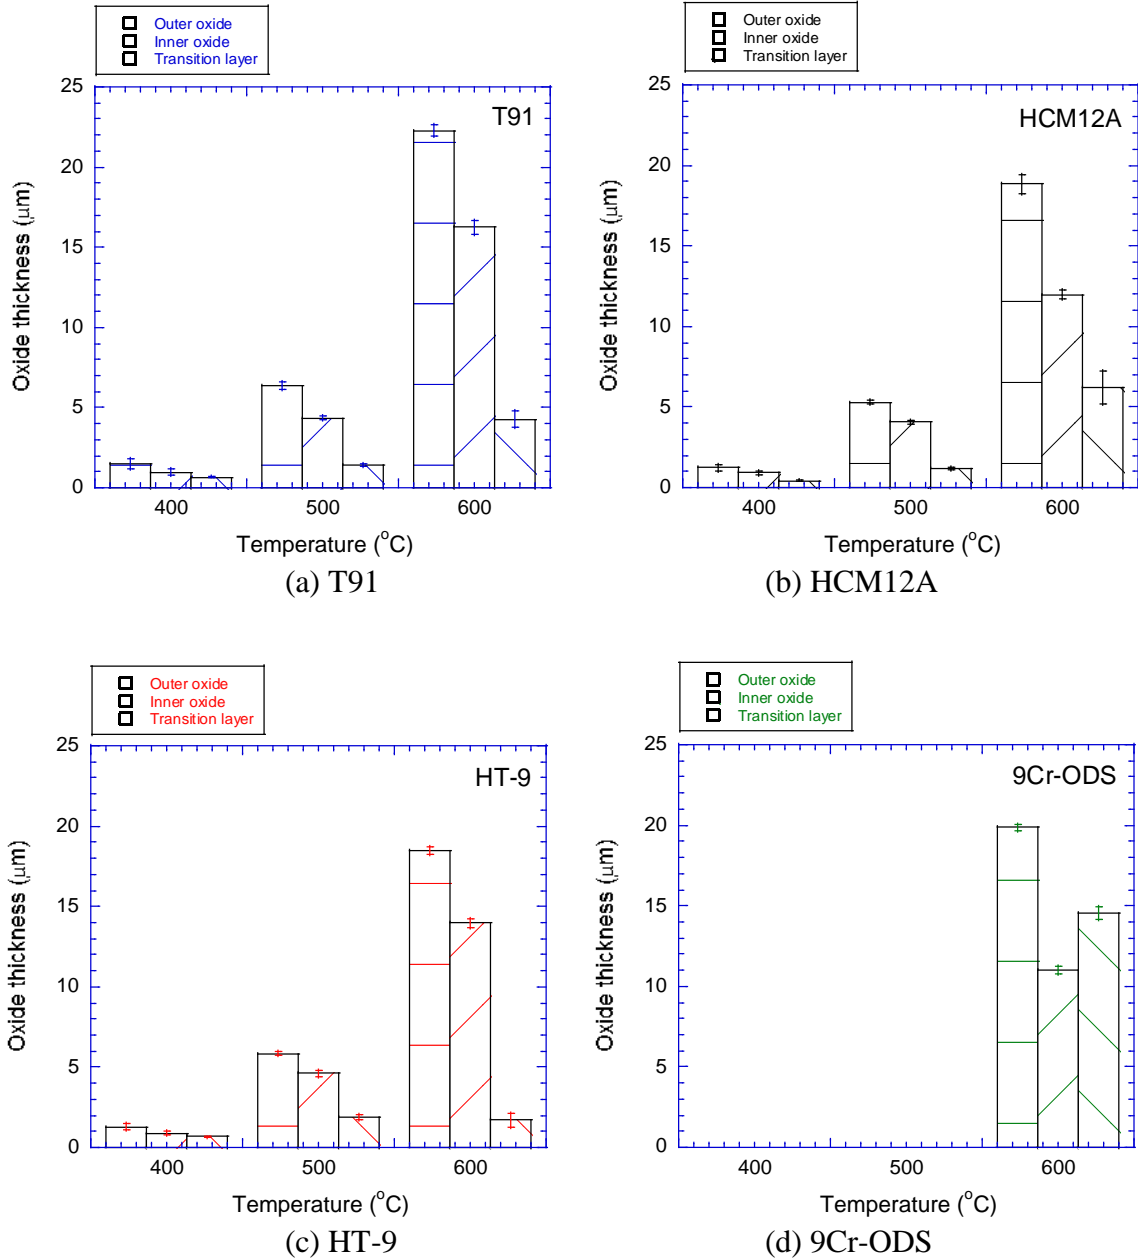 Outer oxide
Inner oxide
Transition layer
25
20
15
10
5
0
Oxide thickness (μm)
T91
400 500 600
Temperature (°C)
(a) T91
Outer oxide
Inner oxide
Transition layer
25
20
15
10
5
0
Oxide thickness (μm)
HCM12A
400 500 600
Temperature (°C)
(b) HCM12A
Outer oxide
Inner oxide
Transition layer
25
20
15
10
5
0
Oxide thickness (μm)
HT-9
400 500 600
Temperature (°C)
(c) HT-9
Outer oxide
Inner oxide
Transition layer
25
20
15
10
5
0
Oxide thickness (μm)
9Cr-ODS
400 500 600
Temperature (°C)
(d) 9Cr-ODS